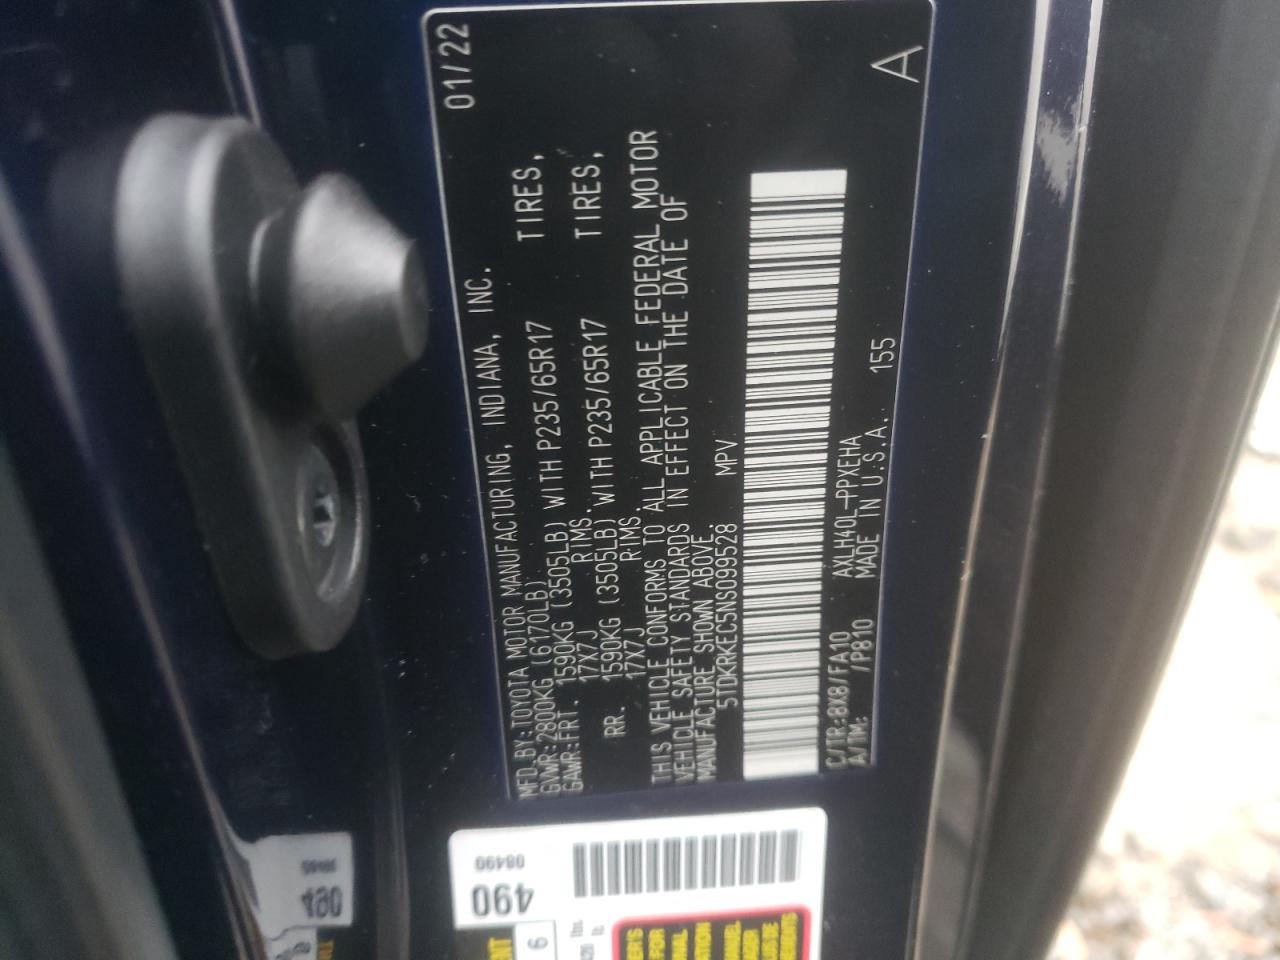 01/22
MFD.BY:TOYOTA MOTOR MANUFACTURING, INDIANA, INC.
GVWR:2800KG (6170LB)
GAWR:FRT. 1590KG (3505LB) WITH P235/65R17 TIRES,
17X7J RIMS.
RR. 1590KG (3505LB) WITH P235/65R17 TIRES,
17X7J RIMS.
THIS VEHICLE CONFORMS TO ALL APPLICABLE FEDERAL MOTOR
VEHICLE SAFETY STANDARDS IN EFFECT ON THE DATE OF
MANUFACTURE SHOWN ABOVE.
5TDKRKEC5NS099528 MPV
C/TR:8X8/FA10 AXLH40L-PPXEHA
A/TM: /P810 MADE IN U.S.A. 155
A
08490
490
6